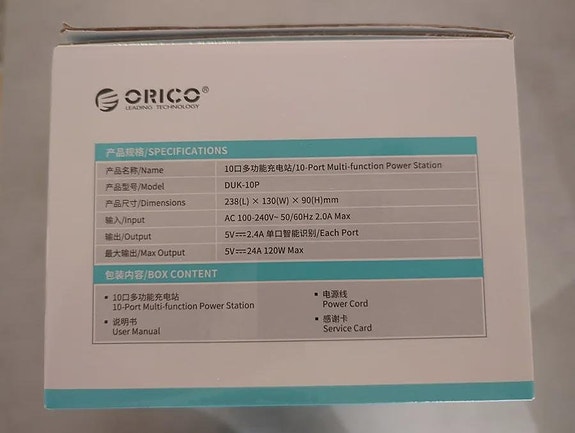 ORICO®
LEADING TECHNOLOGY
产品规格/SPECIFICATIONS
产品名称/Name 10口多功能充电站/10-Port Multi-function Power Station
产品型号/Model DUK-10P
产品尺寸/Dimensions 238(L) × 130(W) × 90(H)mm
输入/Input AC 100-240V~ 50/60Hz 2.0A Max
输出/Output 5V⎓2.4A 单口智能识别/Each Port
最大输出/Max Output 5V⎓24A 120W Max
包装内容/BOX CONTENT
▪ 10口多功能充电站
10-Port Multi-function Power Station
▪ 说明书
User Manual
▪ 电源线
Power Cord
▪ 感谢卡
Service Card